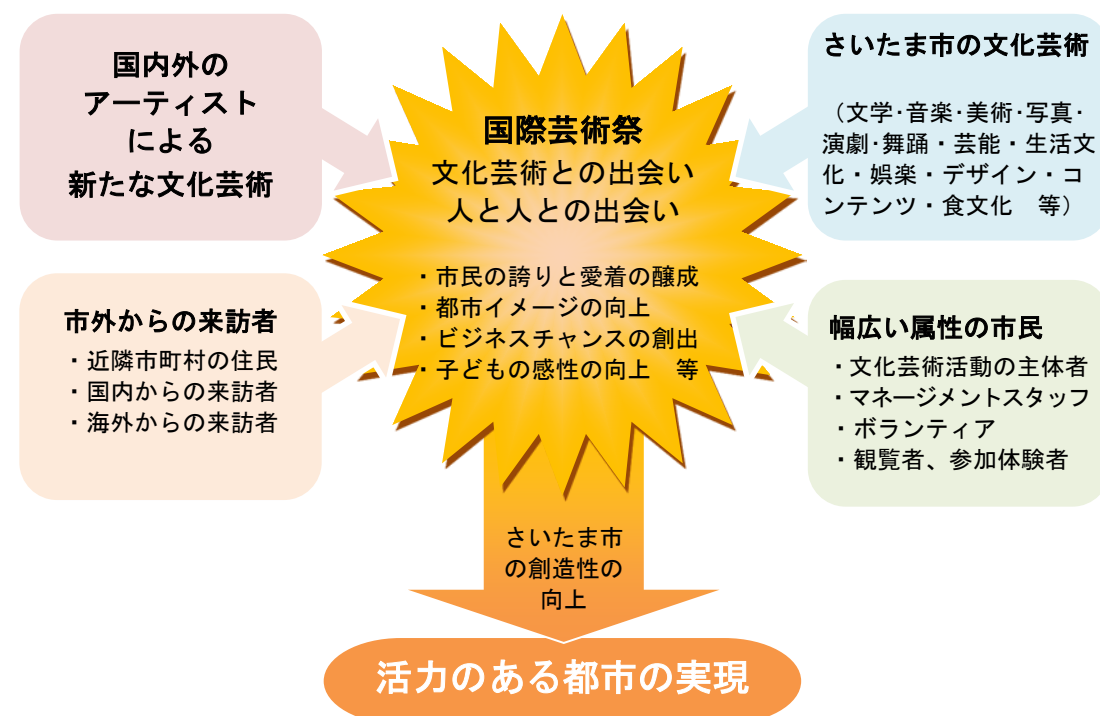 国内外の
アーティスト
による
新たな文化芸術
市外からの来訪者
・近隣市町村の住民
・国内からの来訪者
・海外からの来訪者
国際芸術祭
文化芸術との出会い
人と人との出会い
・市民の誇りと愛着の醸成
・都市イメージの向上
・ビジネスチャンスの創出
・子どもの感性の向上　等
さいたま市の文化芸術
（文学･音楽･美術･写真･
演劇･舞踊・芸能・生活文
化・娯楽・デザイン・コ
ンテンツ・食文化　等）
幅広い属性の市民
・文化芸術活動の主体者
・マネージメントスタッフ
・ボランティア
・観覧者、参加体験者
さいたま市
の創造性の
向上
活力のある都市の実現